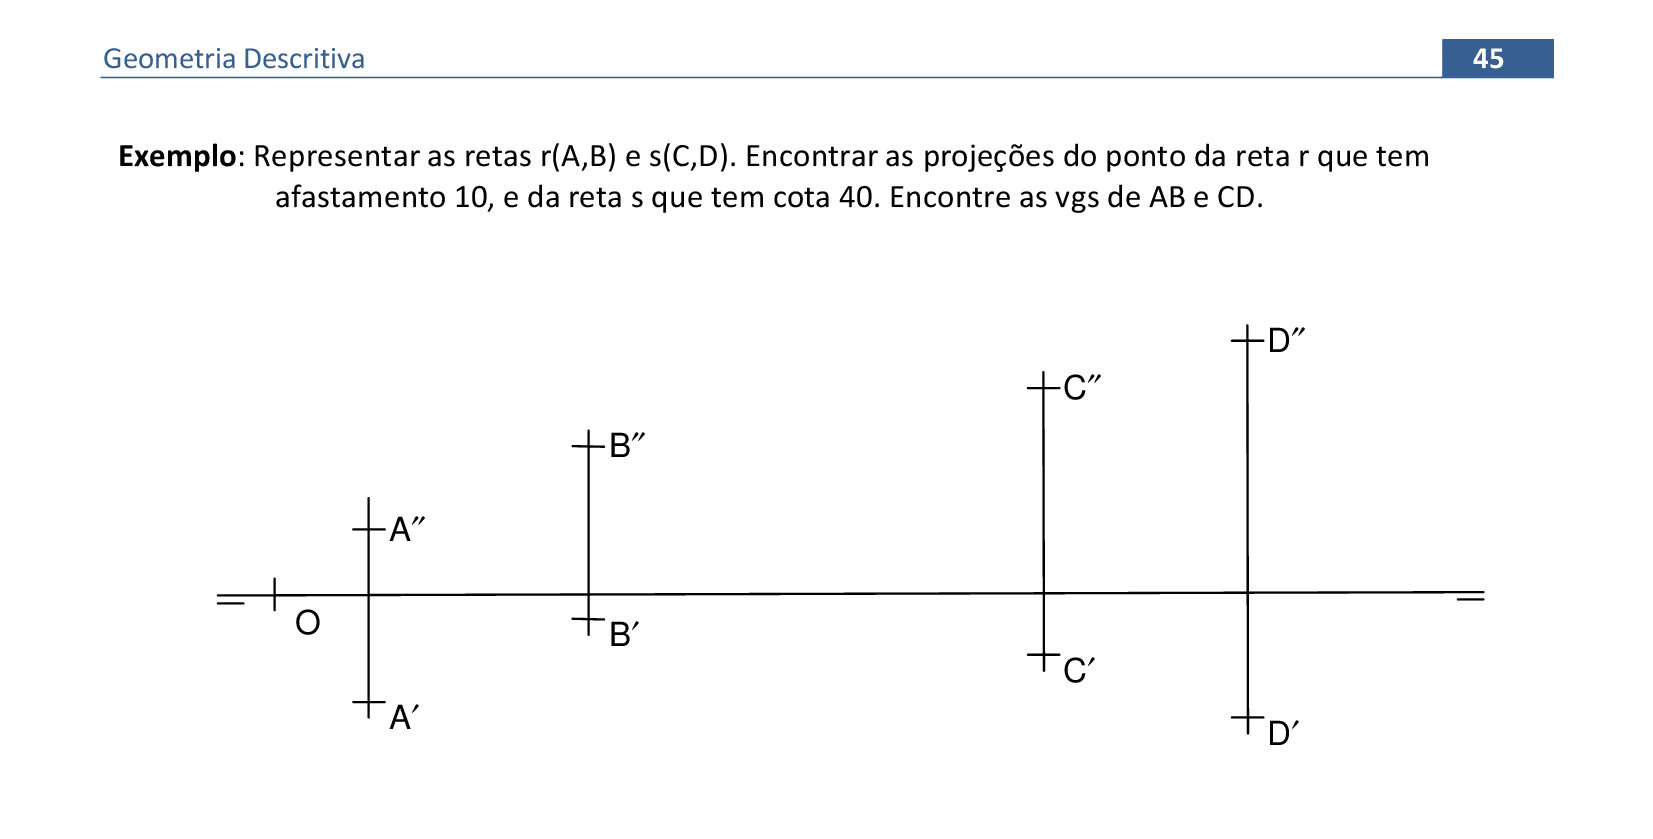 Geometria Descritiva 45
Exemplo: Representar as retas r(A,B) e s(C,D). Encontrar as projeções do ponto da reta r que tem
afastamento 10, e da reta s que tem cota 40. Encontre as vgs de AB e CD.
D″
C″
B″
A″
O
B′
C′
A′
D′